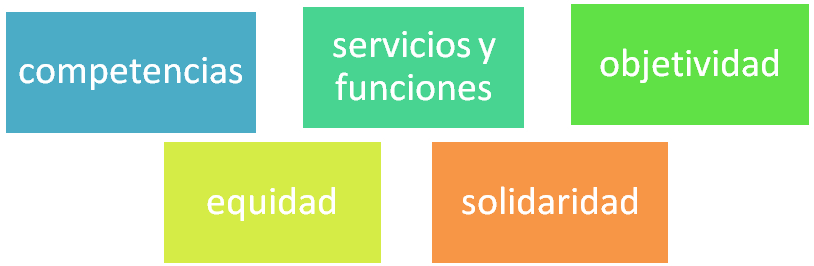 competencias
servicios y
funciones
objetividad
equidad
solidaridad